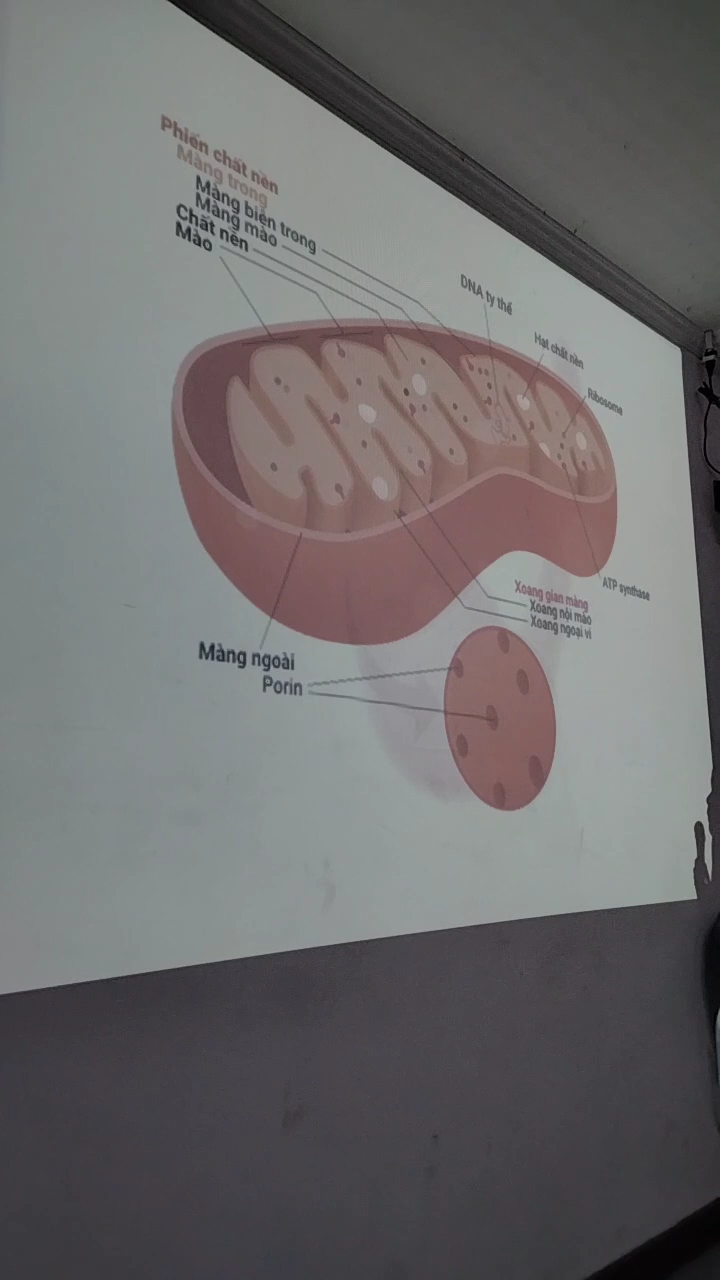 Phiến chất nền
Màng trong
Màng biên trong
Màng mào
Chất nền
Mào
DNA ty thể
Hạt chất nền
Ribosome
ATP synthase
Xoang gian màng
Xoang nội mào
Xoang ngoại vi
Màng ngoài
Porin